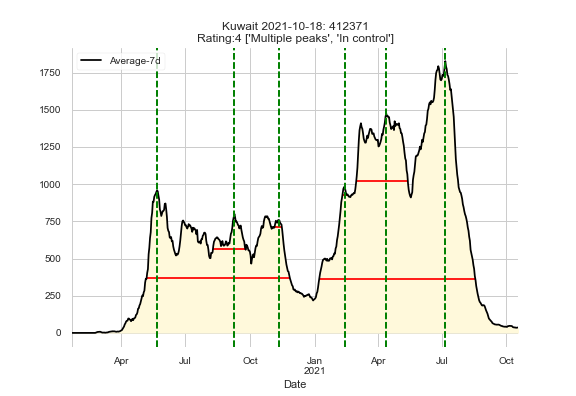 Kuwait 2021-10-18: 412371
Rating:4 ['Multiple peaks', 'In control']
Average-7d
1750
1500
1250
1000
750
500
250
0
Apr Jul Oct Jan Apr Jul Oct
2021
Date